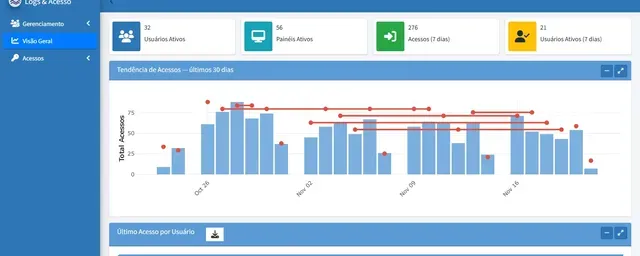 Logs & Acesso
Gerenciamento
Visão Geral
Acessos
32
Usuários Ativos
56
Painéis Ativos
276
Acessos (7 dias)
21
Usuários Ativos (7 dias)
Tendência de Acessos — últimos 30 dias
Total Acessos
75
50
25
0
Oct 26
Nov 02
Nov 09
Nov 16
Último Acesso por Usuário